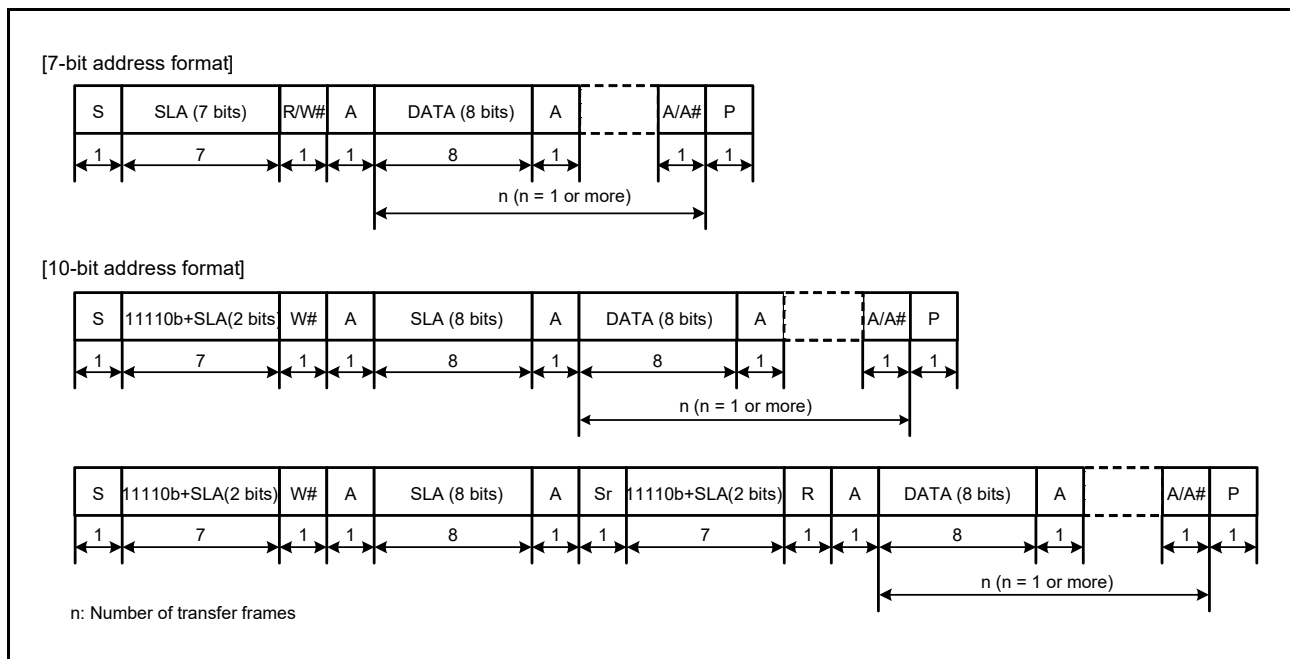 [7-bit address format]
S SLA (7 bits) R/W# A DATA (8 bits) A A/A# P
1 7 1 1 8 1 1 1
n (n = 1 or more)
[10-bit address format]
S 11110b+SLA(2 bits) W# A SLA (8 bits) A DATA (8 bits) A A/A# P
1 7 1 1 8 1 8 1 1 1
n (n = 1 or more)
S 11110b+SLA(2 bits) W# A SLA (8 bits) A Sr 11110b+SLA(2 bits) R A DATA (8 bits) A A/A# P
1 7 1 1 8 1 1 7 1 1 8 1 1 1
n (n = 1 or more)
n: Number of transfer frames